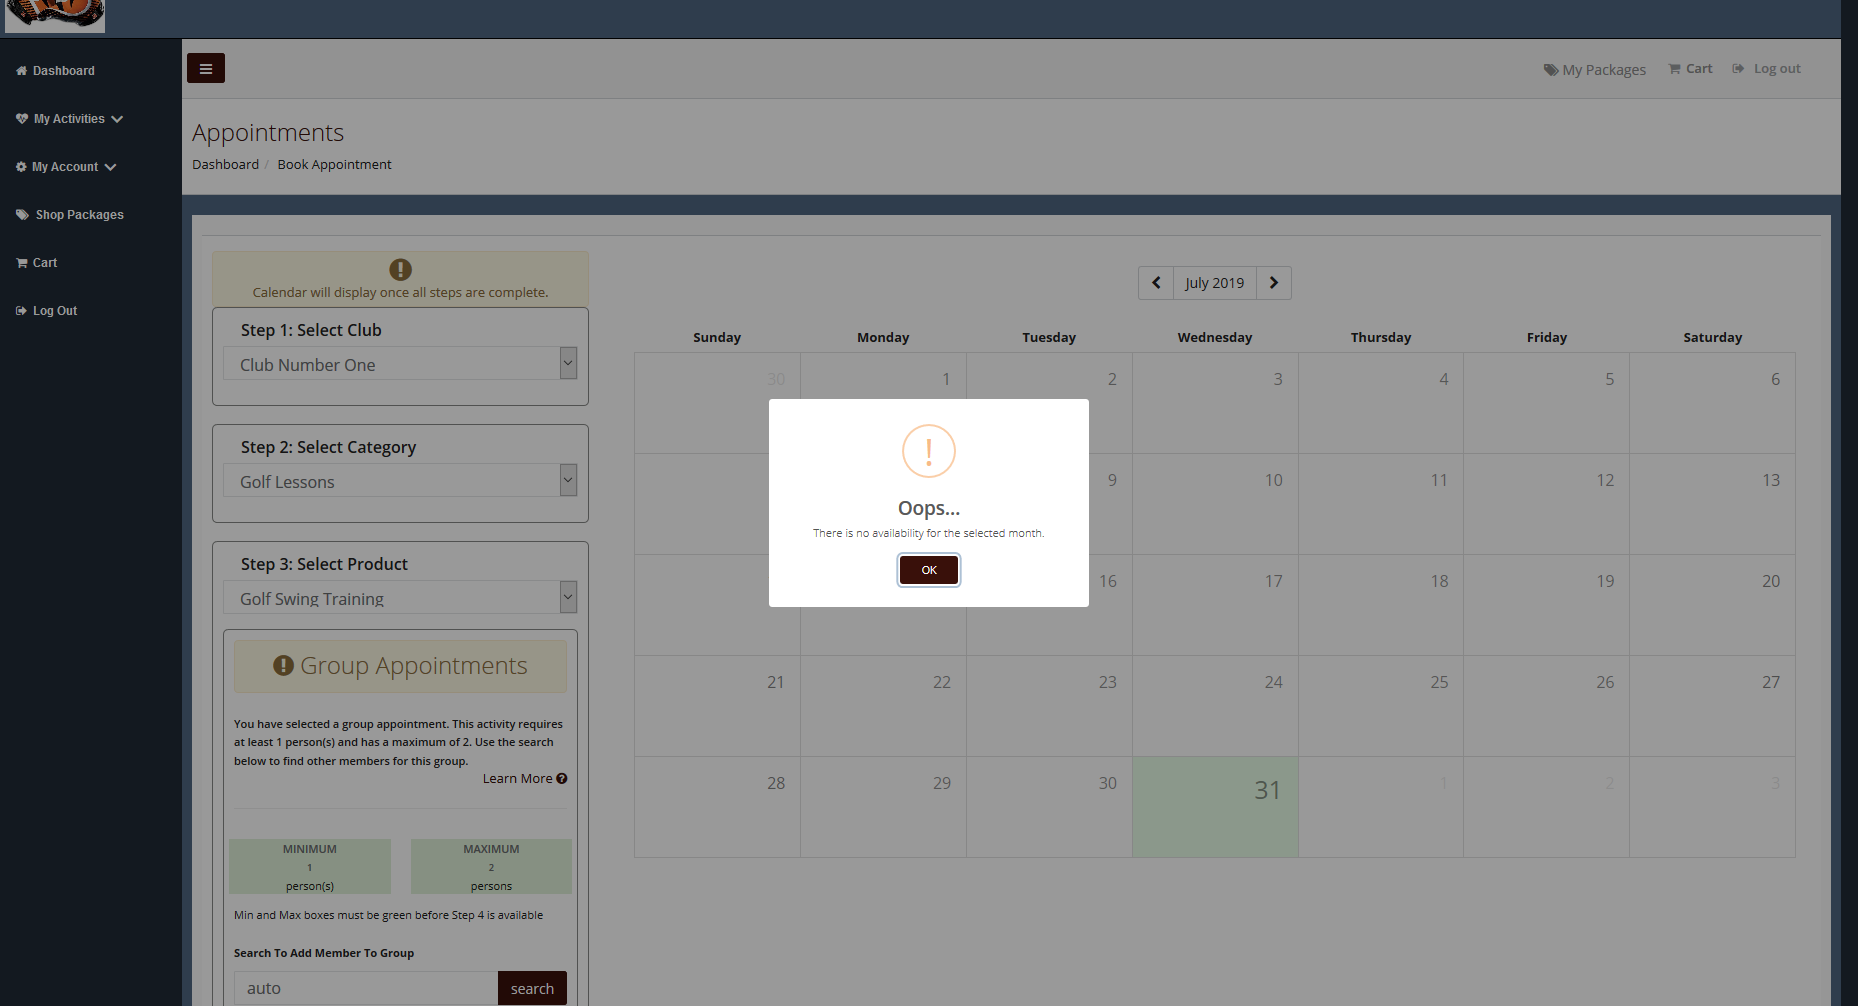 Dashboard
My Activities
My Account
Shop Packages
Cart
Log Out
My Packages
Cart
Log out
Appointments
Dashboard / Book Appointment
Calendar will display once all steps are complete.
Step 1: Select Club
Club Number One
Step 2: Select Category
Golf Lessons
Step 3: Select Product
Golf Swing Training
Group Appointments
You have selected a group appointment. This activity requires
at least 1 person(s) and has a maximum of 2. Use the search
below to find other members for this group.
Learn More
MINIMUM
1
person(s)
MAXIMUM
2
persons
Min and Max boxes must be green before Step 4 is available
Search To Add Member To Group
auto
search
July 2019
Sunday Monday Tuesday Wednesday Thursday Friday Saturday
30 1 2 3 4 5 6
9 10 11 12 13
16 17 18 19 20
21 22 23 24 25 26 27
28 29 30 31 1 2 3
Oops...
There is no availability for the selected month.
OK